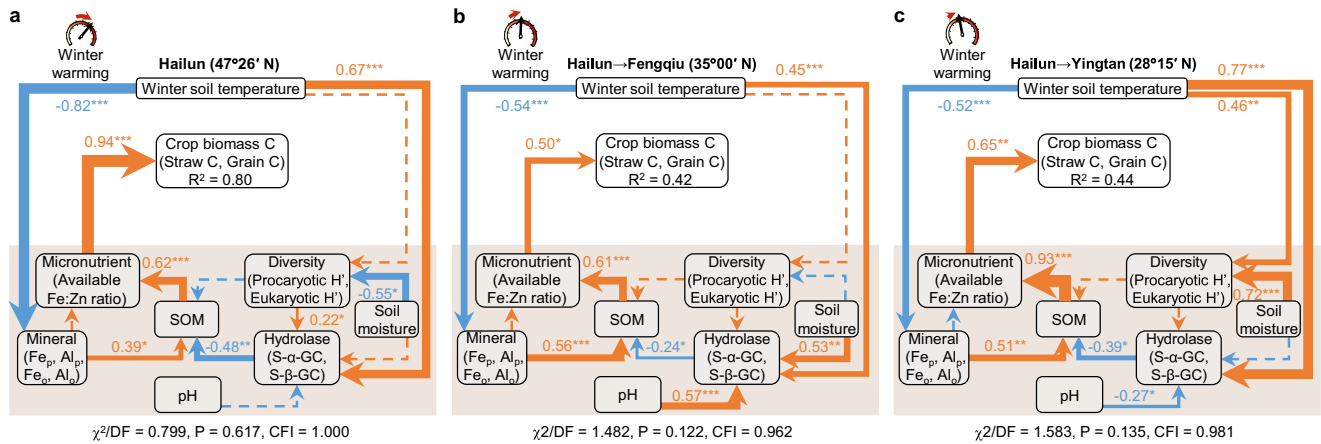 a
Winter
warming
Hailun (47°26′ N)
0.67***
Winter soil temperature
-0.82***
0.94***
Crop biomass C
(Straw C, Grain C)
R² = 0.80
Micronutrient
(Available
Fe:Zn ratio)
0.62***
Diversity
(Procaryotic H’,
Eukaryotic H’)
-0.55*
SOM
Soil
moisture
0.22*
Mineral
(Feₚ, Alₚ,
Feₒ, Alₒ)
0.39*
-0.48**
Hydrolase
(S-α-GC,
S-β-GC)
pH
χ²/DF = 0.799, P = 0.617, CFI = 1.000
b
Winter
warming
Hailun→Fengqiu (35°00′ N)
0.45***
Winter soil temperature
-0.54***
0.50*
Crop biomass C
(Straw C, Grain C)
R² = 0.42
Micronutrient
(Available
Fe:Zn ratio)
0.61***
Diversity
(Procaryotic H’,
Eukaryotic H’)
SOM
Soil
moisture
Mineral
(Feₚ, Alₚ,
Feₒ, Alₒ)
0.56***
-0.24*
Hydrolase
(S-α-GC,
S-β-GC)
0.53**
pH
0.57***
χ2/DF = 1.482, P = 0.122, CFI = 0.962
c
Winter
warming
Hailun→Yingtan (28°15′ N)
0.77***
Winter soil temperature
0.46**
-0.52***
0.65**
Crop biomass C
(Straw C, Grain C)
R² = 0.44
Micronutrient
(Available
Fe:Zn ratio)
0.93***
Diversity
(Procaryotic H’,
Eukaryotic H’)
0.72***
SOM
Soil
moisture
Mineral
(Feₚ, Alₚ,
Feₒ, Alₒ)
0.51**
-0.39*
Hydrolase
(S-α-GC,
S-β-GC)
pH
-0.27*
χ2/DF = 1.583, P = 0.135, CFI = 0.981